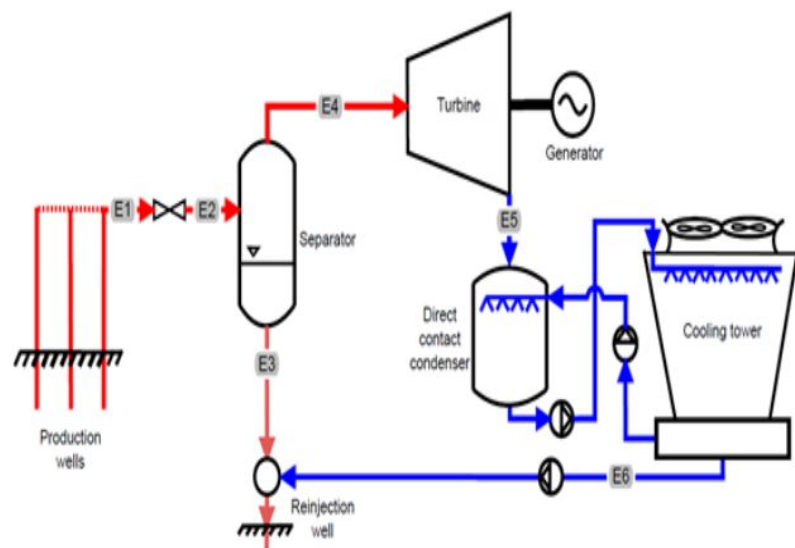 Turbine
Generator
E4
E1
E2
Separator
E5
Direct
contact
condenser
Cooling tower
E3
Production
wells
Reinjection
well
E6